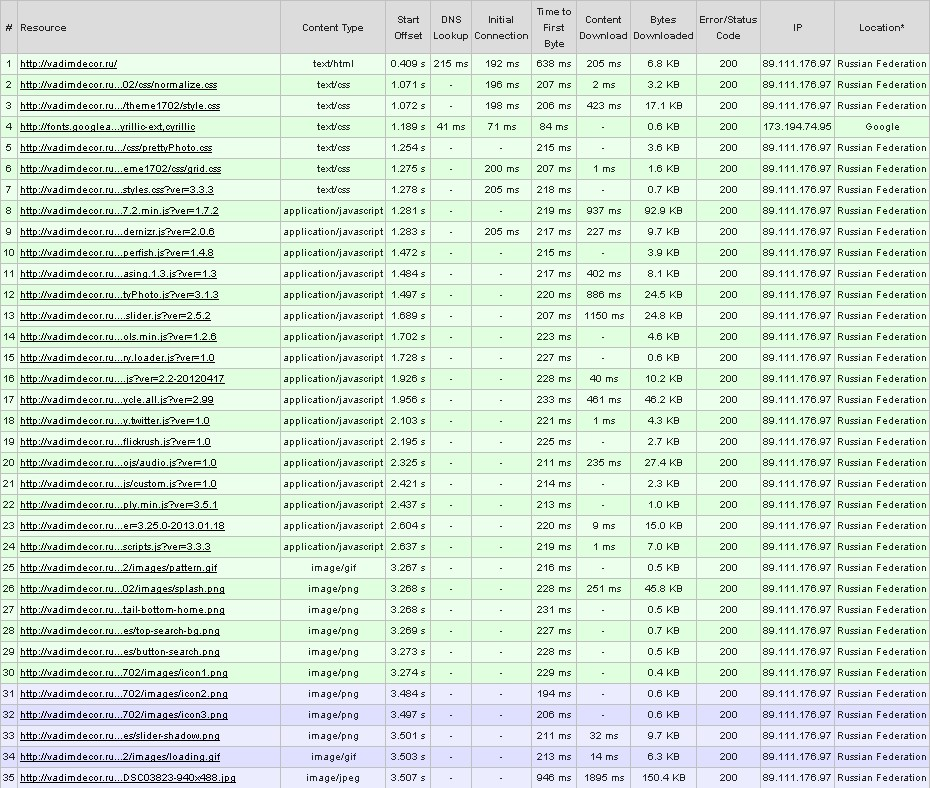 # Resource Content Type Start Offset DNS Lookup Initial Connection Time to First Byte Content Download Bytes Downloaded Error/Status Code IP Location*
1 http://vadimdecor.ru/ text/html 0.409 s 215 ms 192 ms 638 ms 205 ms 6.8 KB 200 89.111.176.97 Russian Federation
2 http://vadimdecor.ru...02/css/normalize.css text/css 1.071 s - 196 ms 207 ms 2 ms 3.2 KB 200 89.111.176.97 Russian Federation
3 http://vadimdecor.ru.../theme1702/style.css text/css 1.072 s - 198 ms 206 ms 423 ms 17.1 KB 200 89.111.176.97 Russian Federation
4 http://fonts.googlea...yrillic-ext,cyrillic text/css 1.189 s 41 ms 71 ms 84 ms - 0.6 KB 200 173.194.74.95 Google
5 http://vadimdecor.ru.../css/prettyPhoto.css text/css 1.254 s - - 215 ms - 3.6 KB 200 89.111.176.97 Russian Federation
6 http://vadimdecor.ru...eme1702/css/grid.css text/css 1.275 s - 200 ms 207 ms 1 ms 1.6 KB 200 89.111.176.97 Russian Federation
7 http://vadimdecor.ru...styles.css?ver=3.3.3 text/css 1.278 s - 205 ms 218 ms - 0.7 KB 200 89.111.176.97 Russian Federation
8 http://vadimdecor.ru...7.2.min.js?ver=1.7.2 application/javascript 1.281 s - - 219 ms 937 ms 92.9 KB 200 89.111.176.97 Russian Federation
9 http://vadimdecor.ru...dernizr.js?ver=2.0.6 application/javascript 1.283 s - 205 ms 217 ms 227 ms 9.7 KB 200 89.111.176.97 Russian Federation
10 http://vadimdecor.ru...perfish.js?ver=1.4.8 application/javascript 1.472 s - - 215 ms - 3.9 KB 200 89.111.176.97 Russian Federation
11 http://vadimdecor.ru...asing.1.3.js?ver=1.3 application/javascript 1.484 s - - 217 ms 402 ms 8.1 KB 200 89.111.176.97 Russian Federation
12 http://vadimdecor.ru...tyPhoto.js?ver=3.1.3 application/javascript 1.497 s - - 220 ms 886 ms 24.5 KB 200 89.111.176.97 Russian Federation
13 http://vadimdecor.ru....slider.js?ver=2.5.2 application/javascript 1.689 s - - 207 ms 1150 ms 24.8 KB 200 89.111.176.97 Russian Federation
14 http://vadimdecor.ru...ols.min.js?ver=1.2.6 application/javascript 1.702 s - - 223 ms - 4.6 KB 200 89.111.176.97 Russian Federation
15 http://vadimdecor.ru...ry.loader.js?ver=1.0 application/javascript 1.728 s - - 227 ms - 0.6 KB 200 89.111.176.97 Russian Federation
16 http://vadimdecor.ru....js?ver=2.2-20120417 application/javascript 1.926 s - - 228 ms 40 ms 10.2 KB 200 89.111.176.97 Russian Federation
17 http://vadimdecor.ru...ycle.all.js?ver=2.99 application/javascript 1.956 s - - 233 ms 461 ms 46.2 KB 200 89.111.176.97 Russian Federation
18 http://vadimdecor.ru...y.twitter.js?ver=1.0 application/javascript 2.103 s - - 221 ms 1 ms 4.3 KB 200 89.111.176.97 Russian Federation
19 http://vadimdecor.ru...flickrush.js?ver=1.0 application/javascript 2.195 s - - 225 ms - 2.7 KB 200 89.111.176.97 Russian Federation
20 http://vadimdecor.ru...ojs/audio.js?ver=1.0 application/javascript 2.325 s - - 211 ms 235 ms 27.4 KB 200 89.111.176.97 Russian Federation
21 http://vadimdecor.ru...js/custom.js?ver=1.0 application/javascript 2.421 s - - 214 ms - 2.3 KB 200 89.111.176.97 Russian Federation
22 http://vadimdecor.ru...ply.min.js?ver=3.5.1 application/javascript 2.437 s - - 213 ms - 1.0 KB 200 89.111.176.97 Russian Federation
23 http://vadimdecor.ru...er=3.25.0-2013.01.18 application/javascript 2.604 s - - 220 ms 9 ms 15.0 KB 200 89.111.176.97 Russian Federation
24 http://vadimdecor.ru...scripts.js?ver=3.3.3 application/javascript 2.637 s - - 219 ms 1 ms 7.0 KB 200 89.111.176.97 Russian Federation
25 http://vadimdecor.ru...2/images/pattern.gif image/gif 3.267 s - - 216 ms - 0.5 KB 200 89.111.176.97 Russian Federation
26 http://vadimdecor.ru...02/images/splash.png image/png 3.268 s - - 228 ms 251 ms 45.8 KB 200 89.111.176.97 Russian Federation
27 http://vadimdecor.ru...tail-bottom-home.png image/png 3.268 s - - 231 ms - 0.5 KB 200 89.111.176.97 Russian Federation
28 http://vadimdecor.ru...es/top-search-bg.png image/png 3.269 s - - 227 ms - 0.7 KB 200 89.111.176.97 Russian Federation
29 http://vadimdecor.ru...es/button-search.png image/png 3.273 s - - 228 ms - 0.5 KB 200 89.111.176.97 Russian Federation
30 http://vadimdecor.ru...702/images/icon1.png image/png 3.274 s - - 229 ms - 0.4 KB 200 89.111.176.97 Russian Federation
31 http://vadimdecor.ru...702/images/icon2.png image/png 3.484 s - - 194 ms - 0.6 KB 200 89.111.176.97 Russian Federation
32 http://vadimdecor.ru...702/images/icon3.png image/png 3.497 s - - 206 ms - 0.6 KB 200 89.111.176.97 Russian Federation
33 http://vadimdecor.ru...es/slider-shadow.png image/png 3.501 s - - 211 ms 32 ms 9.7 KB 200 89.111.176.97 Russian Federation
34 http://vadimdecor.ru...2/images/loading.gif image/gif 3.503 s - - 213 ms 14 ms 6.3 KB 200 89.111.176.97 Russian Federation
35 http://vadimdecor.ru...DSC03823-940x488.jpg image/jpeg 3.507 s - - 946 ms 1895 ms 150.4 KB 200 89.111.176.97 Russian Federation